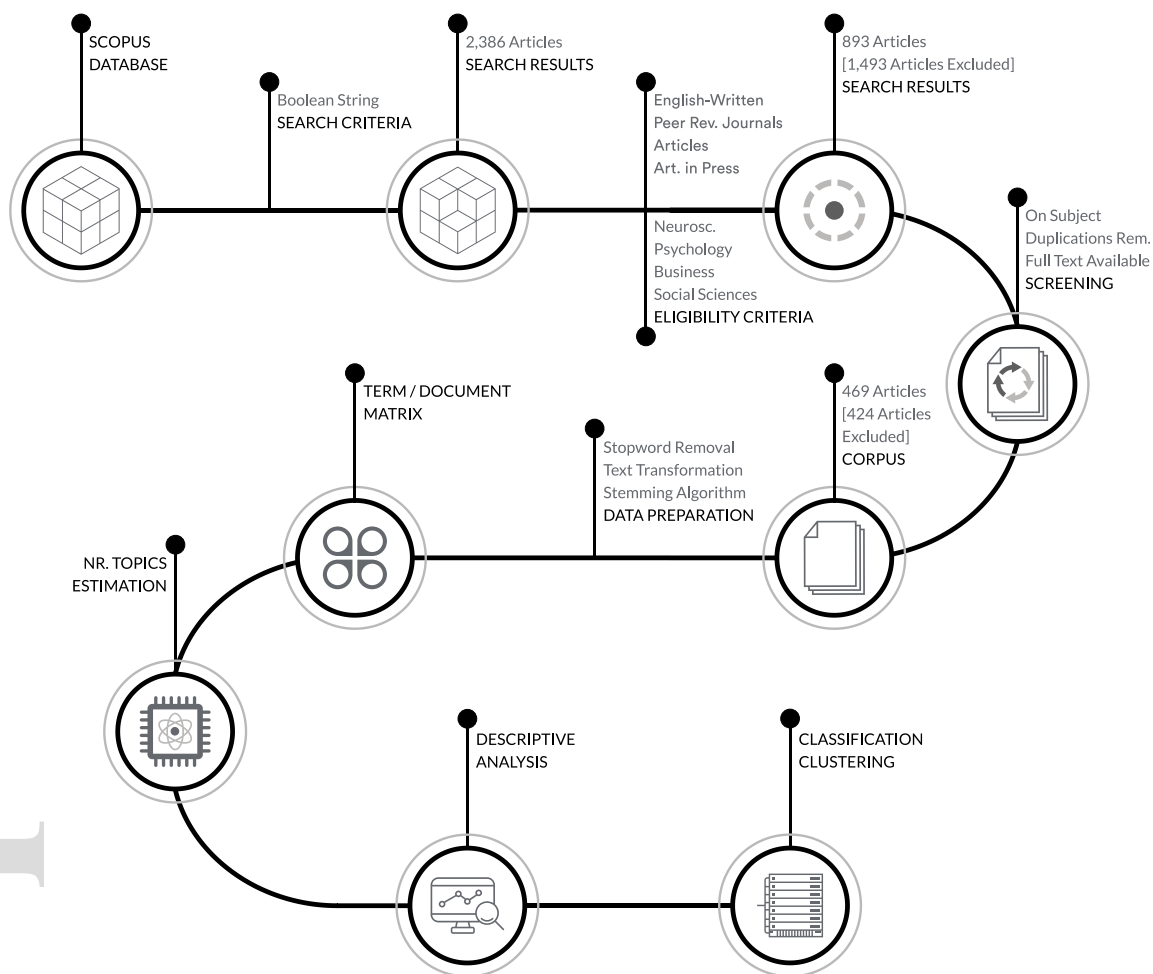 SCOPUS
DATABASE
Boolean String
SEARCH CRITERIA
2,386 Articles
SEARCH RESULTS
English-Written
Peer Rev. Journals
Articles
Art. in Press
Neurosc.
Psychology
Business
Social Sciences
ELIGIBILITY CRITERIA
893 Articles
[1,493 Articles Excluded]
SEARCH RESULTS
On Subject
Duplications Rem.
Full Text Available
SCREENING
469 Articles
[424 Articles
Excluded]
CORPUS
Stopword Removal
Text Transformation
Stemming Algorithm
DATA PREPARATION
TERM / DOCUMENT
MATRIX
NR. TOPICS
ESTIMATION
DESCRIPTIVE
ANALYSIS
CLASSIFICATION
CLUSTERING